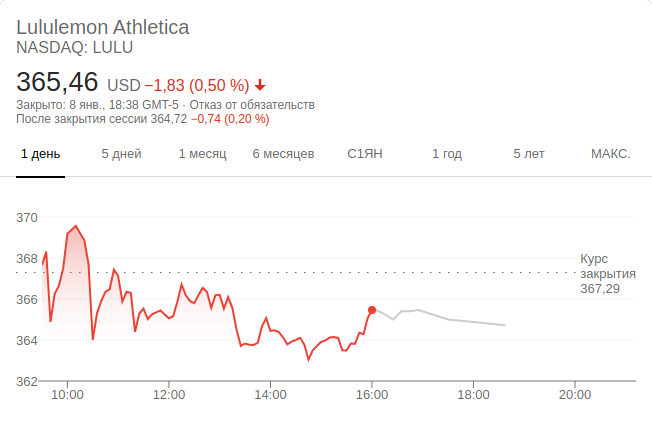 Lululemon Athletica
NASDAQ: LULU
365,46 USD −1,83 (0,50 %)
Закрыто: 8 янв., 18:38 GMT-5 · Отказ от обязательств
После закрытия сессии 364,72 −0,74 (0,20 %)
1 день 5 дней 1 месяц 6 месяцев С1ЯН 1 год 5 лет МАКС.
370
368
366
364
362
Курс
закрытия
367,29
10:00 12:00 14:00 16:00 18:00 20:00